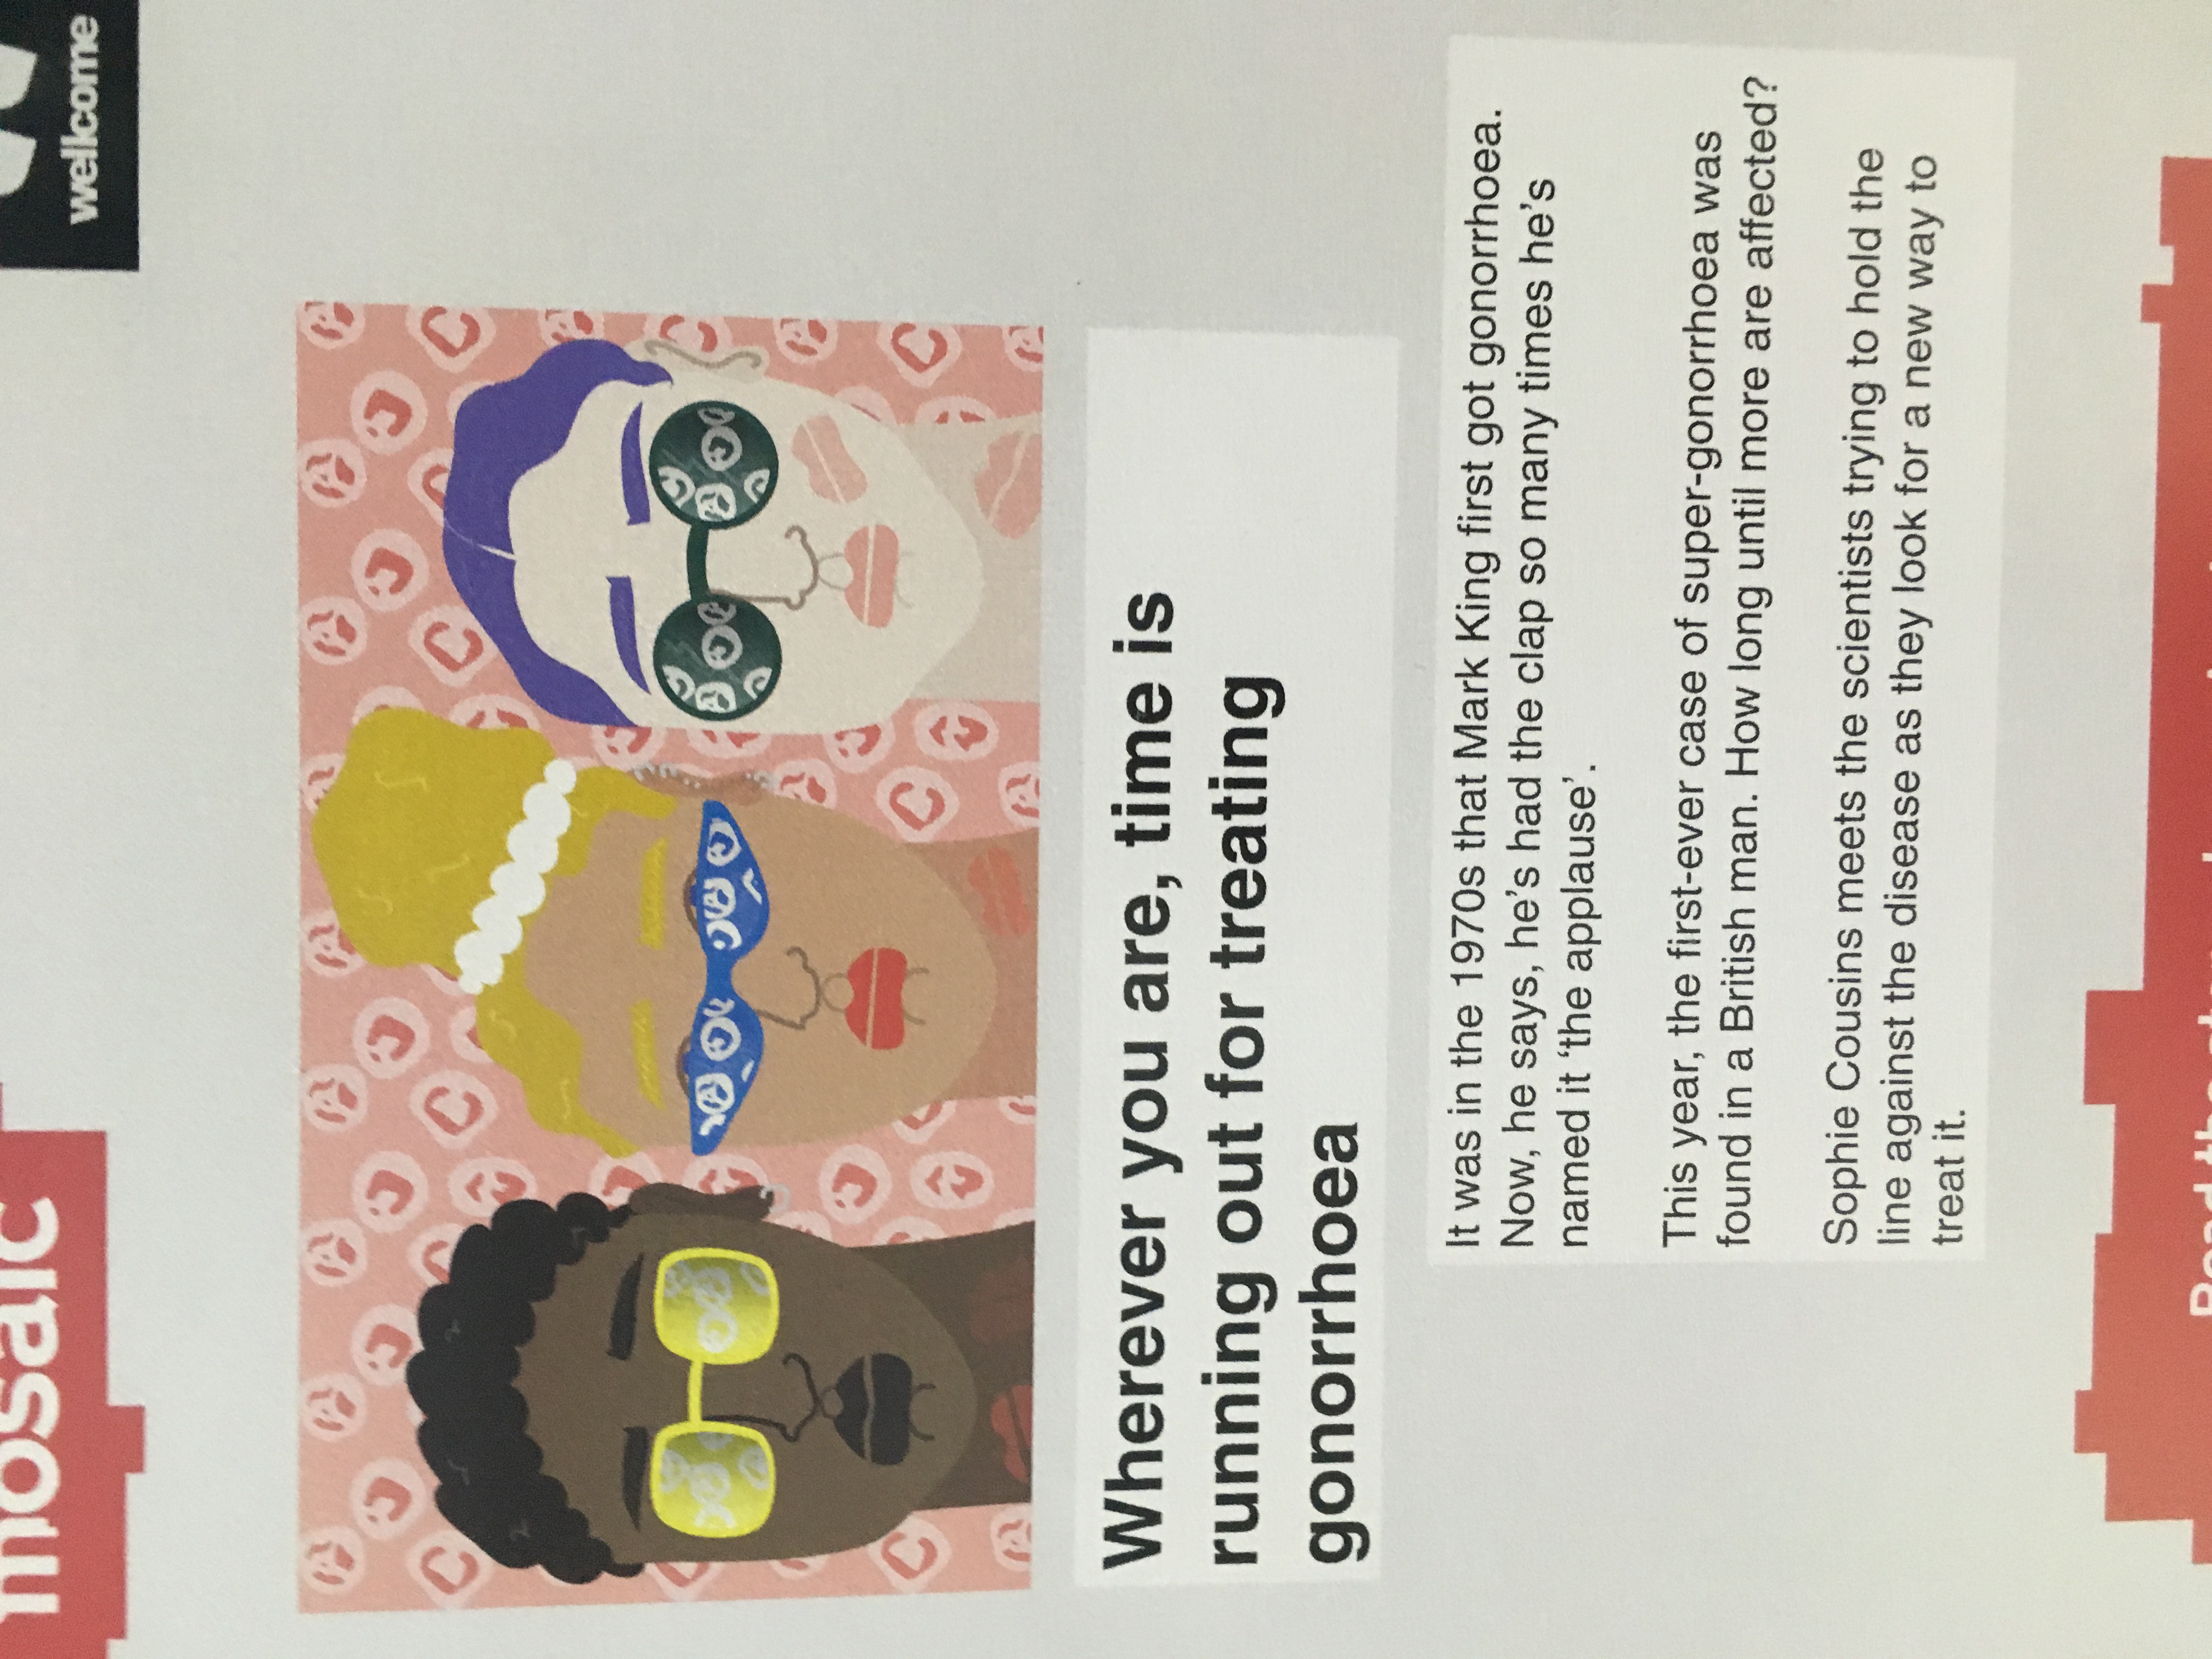 mosaic
wellcome
Wherever you are, time is
running out for treating
gonorrhoea
It was in the 1970s that Mark King first got gonorrhoea.
Now, he says, he’s had the clap so many times he’s
named it ‘the applause’.
This year, the first-ever case of super-gonorrhoea was
found in a British man. How long until more are affected?
Sophie Cousins meets the scientists trying to hold the
line against the disease as they look for a new way to
treat it.
Read the story